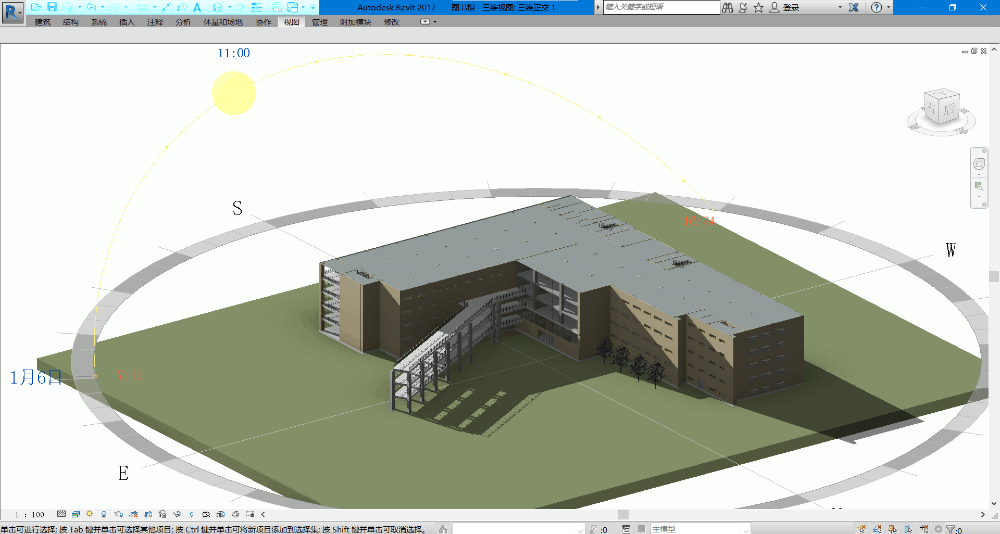 Autodesk Revit 2017 - 图书馆 - 三维视图: 三维正交 1
键入关键字或短语
登录
建筑 结构 系统 插入 注释 分析 体量和场地 协作 视图 管理 附加模块 修改
11:00
右 后
S
16:21
W
1月6日
7:15
E
1 : 100
单击可进行选择; 按 Tab 键并单击可选择其他项目; 按 Ctrl 键并单击可将新项目添加到选择集; 按 Shift 键并单击可取消选择。
:0
主模型
:0